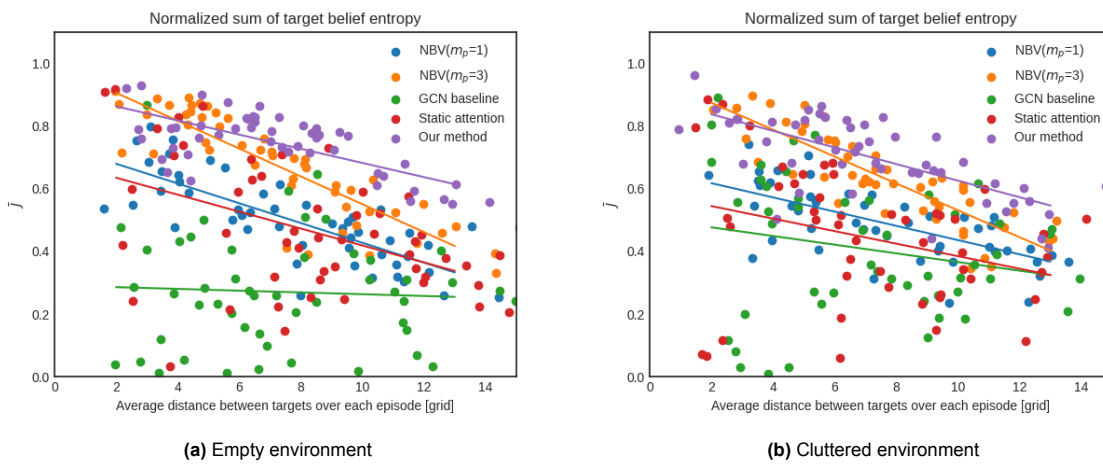 Normalized sum of target belief entropy
NBV(m_p=1)
NBV(m_p=3)
GCN baseline
Static attention
Our method
1.0
0.8
0.6
0.4
0.2
0.0
J̄
0 2 4 6 8 10 12 14
Average distance between targets over each episode [grid]
(a) Empty environment
Normalized sum of target belief entropy
NBV(m_p=1)
NBV(m_p=3)
GCN baseline
Static attention
Our method
1.0
0.8
0.6
0.4
0.2
0.0
J̄
0 2 4 6 8 10 12 14
Average distance between targets over each episode [grid]
(b) Cluttered environment